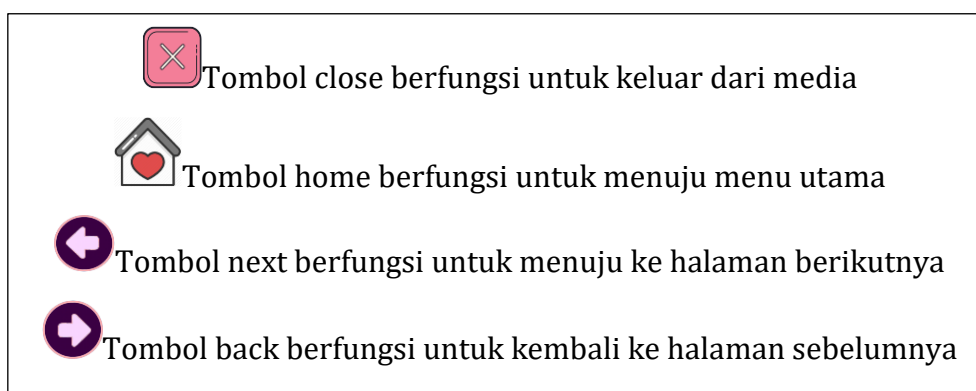 Tombol close berfungsi untuk keluar dari media
Tombol home berfungsi untuk menuju menu utama
Tombol next berfungsi untuk menuju ke halaman berikutnya
Tombol back berfungsi untuk kembali ke halaman sebelumnya